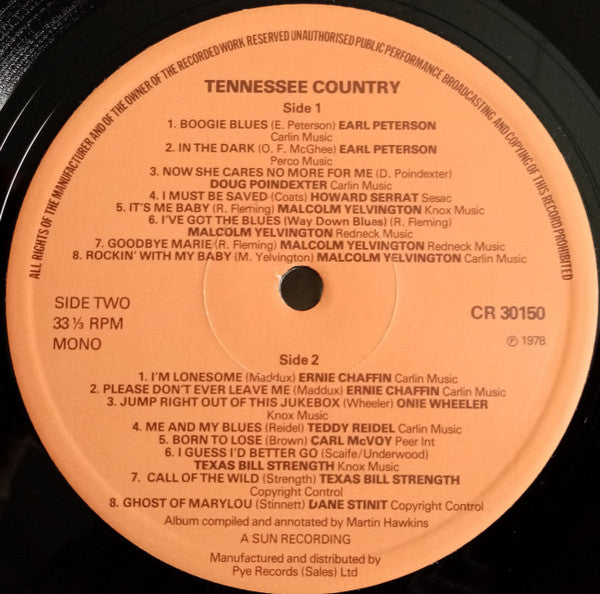 ALL RIGHTS OF THE MANUFACTURER AND OF THE OWNER OF THE RECORDED WORK RESERVED UNAUTHORISED PUBLIC PERFORMANCE BROADCASTING AND COPYING OF THIS RECORD PROHIBITED
TENNESSEE COUNTRY
Side 1
1. BOOGIE BLUES (E. Peterson) EARL PETERSON
Carlin Music
2. IN THE DARK (O. F. McGhee) EARL PETERSON
Perco Music
3. NOW SHE CARES NO MORE FOR ME (D. Poindexter)
DOUG POINDEXTER Carlin Music
4. I MUST BE SAVED (Coats) HOWARD SERRAT Sesac
5. IT'S ME BABY (R. Fleming) MALCOLM YELVINGTON Knox Music
6. I'VE GOT THE BLUES (Way Down Blues) (R. Fleming)
MALCOLM YELVINGTON Redneck Music
7. GOODBYE MARIE (R. Fleming) MALCOLM YELVINGTON Redneck Music
8. ROCKIN' WITH MY BABY (M. Yelvington) MALCOLM YELVINGTON Carlin Music
SIDE TWO
33 ⅓ RPM
MONO
CR 30150
℗ 1978
Side 2
1. I'M LONESOME (Maddux) ERNIE CHAFFIN Carlin Music
2. PLEASE DON'T EVER LEAVE ME (Maddux) ERNIE CHAFFIN Carlin Music
3. JUMP RIGHT OUT OF THIS JUKEBOX (Wheeler) ONIE WHEELER
Knox Music
4. ME AND MY BLUES (Reidel) TEDDY REIDEL Carlin Music
5. BORN TO LOSE (Brown) CARL McVOY Peer Int
6. I GUESS I'D BETTER GO (Scaife/Underwood)
TEXAS BILL STRENGTH Knox Music
7. CALL OF THE WILD (Strength) TEXAS BILL STRENGTH
Copyright Control
8. GHOST OF MARYLOU (Stinnett) DANE STINIT Copyright Control
Album compiled and annotated by Martin Hawkins
A SUN RECORDING
Manufactured and distributed by
Pye Records (Sales) Ltd